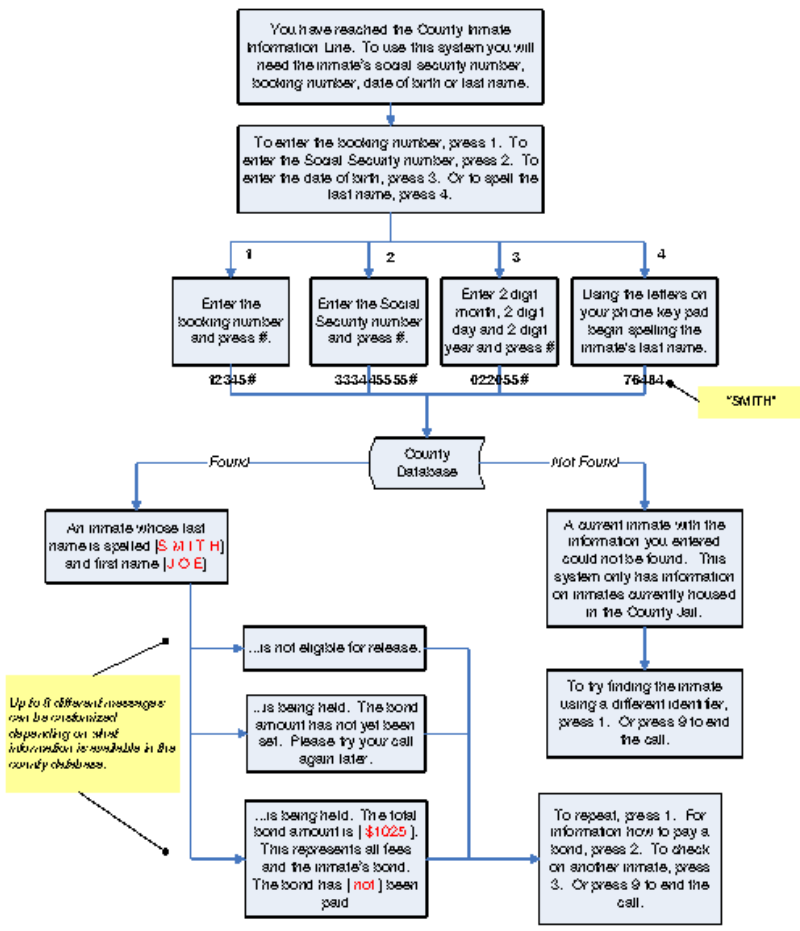 You have reached the County Inmate
Information Line. To use this system you will
need the inmate's social security number,
booking number, date of birth or last name.
To enter the booking number, press 1. To
enter the Social Security number, press 2. To
enter the date of birth, press 3. Or to spell the
last name, press 4.
1
2
3
4
Enter the
booking number
and press #.
Enter the Social
Security number
and press #.
Enter 2 digit
month, 2 digit
day and 2 digit
year and press #
Using the letters on
your phone key pad
begin spelling the
inmate's last name.
12345#
333445555#
022055#
76484
"SMITH"
County
Database
Found
Not Found
An inmate whose last
name is spelled [S M I T H]
and first name [J O E]
A current inmate with the
information you entered
could not be found. This
system only has information
on inmates currently housed
in the County Jail.
...is not eligible for release.
To try finding the inmate
using a different identifier,
press 1. Or press 9 to end
the call.
Up to 8 different messages
can be customized
depending on what
information is available in the
county database.
...is being held. The bond
amount has not yet been
set. Please try your call
again later.
...is being held. The total
bond amount is [ $1025 ].
This represents all fees
and the inmate's bond.
The bond has [ not ] been
paid
To repeat, press 1. For
information how to pay a
bond, press 2. To check
on another inmate, press
3. Or press 9 to end the
call.